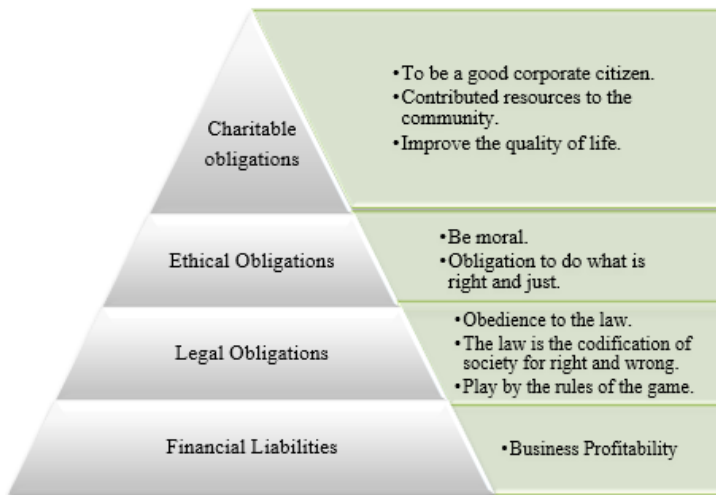 Charitable
obligations
•To be a good corporate citizen.
•Contributed resources to the
community.
•Improve the quality of life.
Ethical Obligations
•Be moral.
•Obligation to do what is
right and just.
Legal Obligations
•Obedience to the law.
•The law is the codification of
society for right and wrong.
•Play by the rules of the game.
Financial Liabilities
•Business Profitability